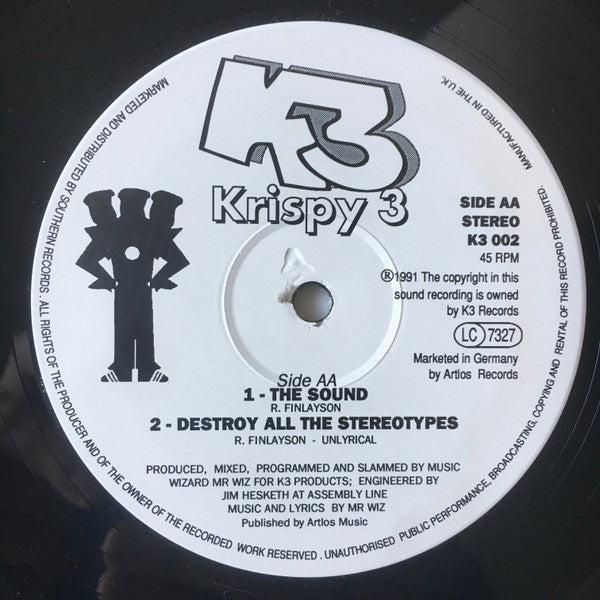 K3
Krispy 3
SIDE AA
STEREO
K3 002
45 RPM
®1991 The copyright in this
sound recording is owned
by K3 Records
LC 7327
Marketed in Germany
by Artlos Records
Side AA
1 - THE SOUND
R. FINLAYSON
2 - DESTROY ALL THE STEREOTYPES
R. FINLAYSON - UNLYRICAL
PRODUCED, MIXED, PROGRAMMED AND SLAMMED BY MUSIC
WIZARD MR WIZ FOR K3 PRODUCTS; ENGINEERED BY
JIM HESKETH AT ASSEMBLY LINE
MUSIC AND LYRICS BY MR WIZ
Published by Artlos Music
MARKETED AND DISTRIBUTED BY SOUTHERN RECORDS . ALL RIGHTS OF THE PRODUCER AND OF THE OWNER OF THE RECORDED WORK RESERVED . UNAUTHORISED PUBLIC PERFORMANCE, BROADCASTING, COPYING AND RENTAL OF THIS RECORD PROHIBITED. MANUFACTURED IN THE U.K.